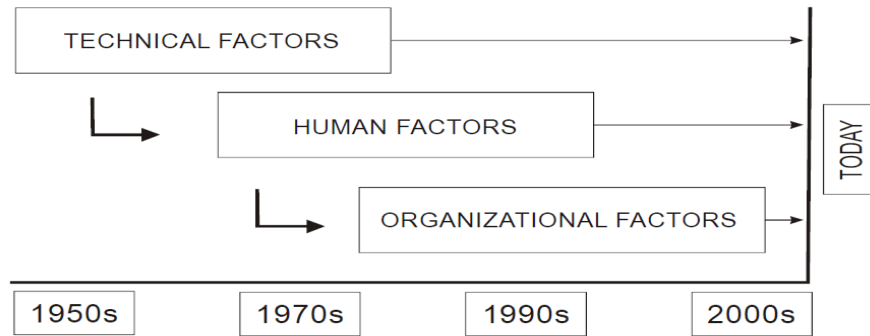 TECHNICAL FACTORS
HUMAN FACTORS
ORGANIZATIONAL FACTORS
TODAY
1950s
1970s
1990s
2000s